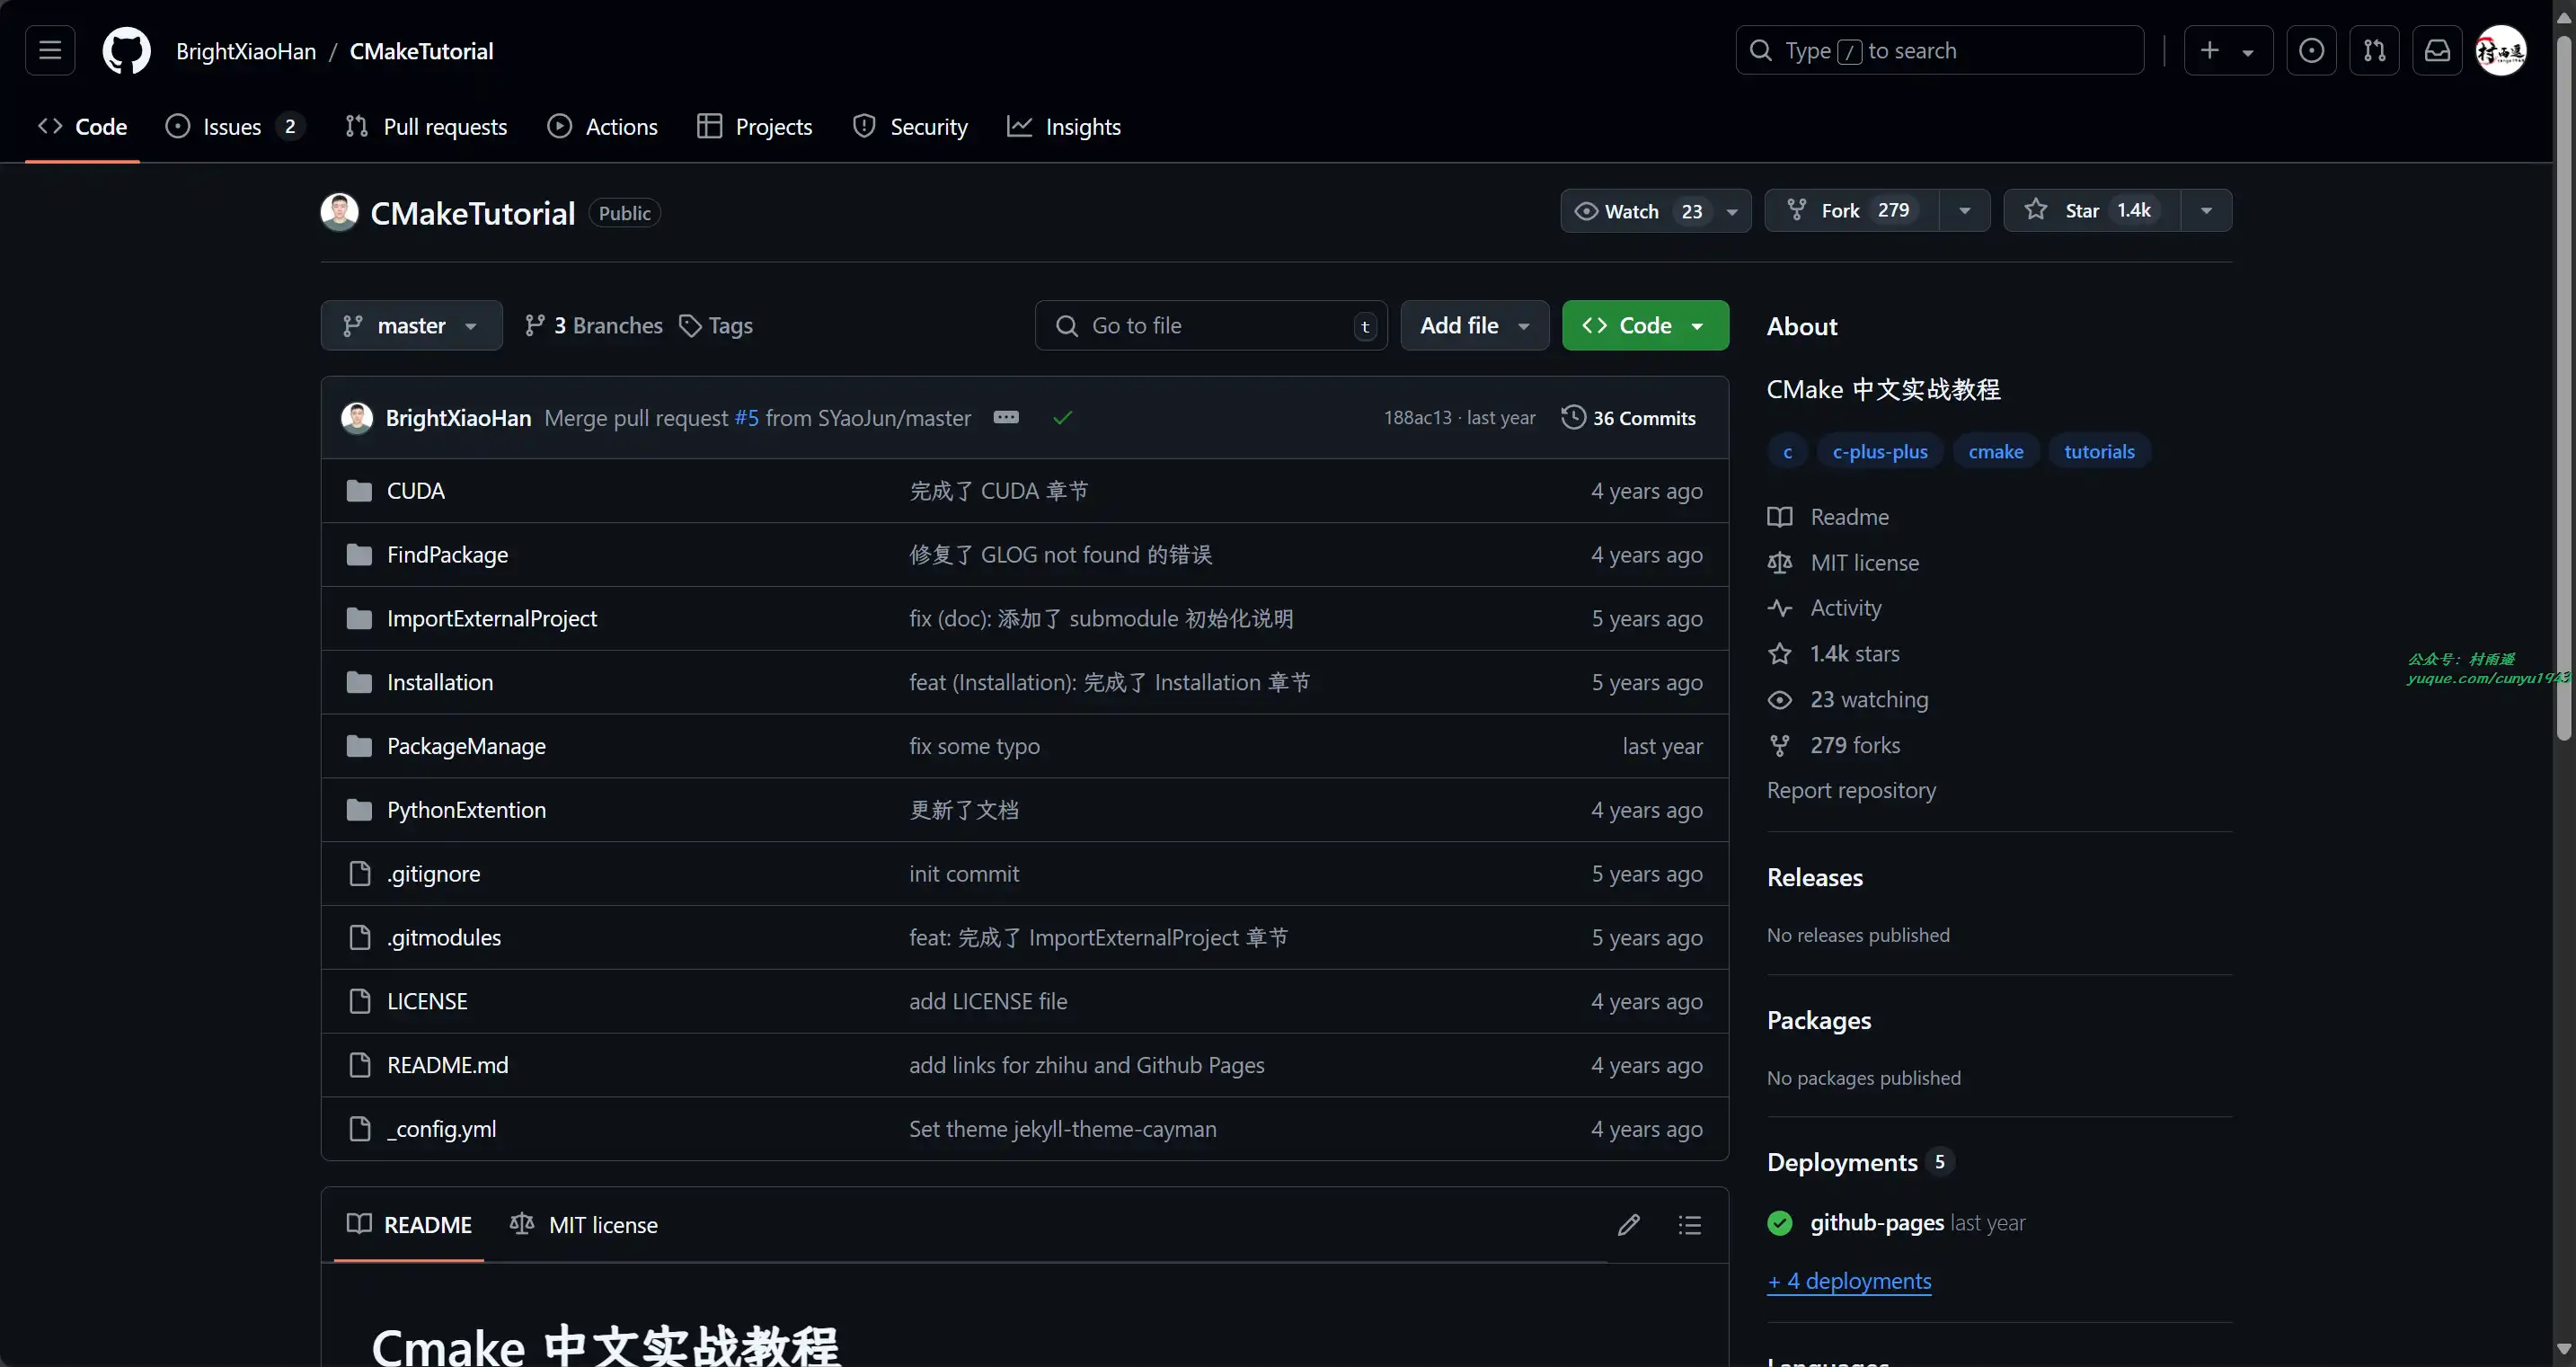 BrightXiaoHan / CMakeTutorial
Type / to search
Code
Issues 2
Pull requests
Actions
Projects
Security
Insights
CMakeTutorial Public
Watch 23
Fork 279
Star 1.4k
master
3 Branches
Tags
Go to file t
Add file
Code
BrightXiaoHan Merge pull request #5 from SYaoJun/master
188ac13 · last year
36 Commits
CUDA 完成了 CUDA 章节 4 years ago
FindPackage 修复了 GLOG not found 的错误 4 years ago
ImportExternalProject fix (doc): 添加了 submodule 初始化说明 5 years ago
Installation feat (Installation): 完成了 Installation 章节 5 years ago
PackageManage fix some typo last year
PythonExtention 更新了文档 4 years ago
.gitignore init commit 5 years ago
.gitmodules feat: 完成了 ImportExternalProject 章节 5 years ago
LICENSE add LICENSE file 4 years ago
README.md add links for zhihu and Github Pages 4 years ago
_config.yml Set theme jekyll-theme-cayman 4 years ago
README
MIT license
Cmake 中文实战教程
About
CMake 中文实战教程
c c-plus-plus cmake tutorials
Readme
MIT license
Activity
1.4k stars
23 watching
279 forks
Report repository
Releases
No releases published
Packages
No packages published
Deployments 5
github-pages last year
+ 4 deployments
Languages
公众号：村雨遥
yuque.com/cunyu1943